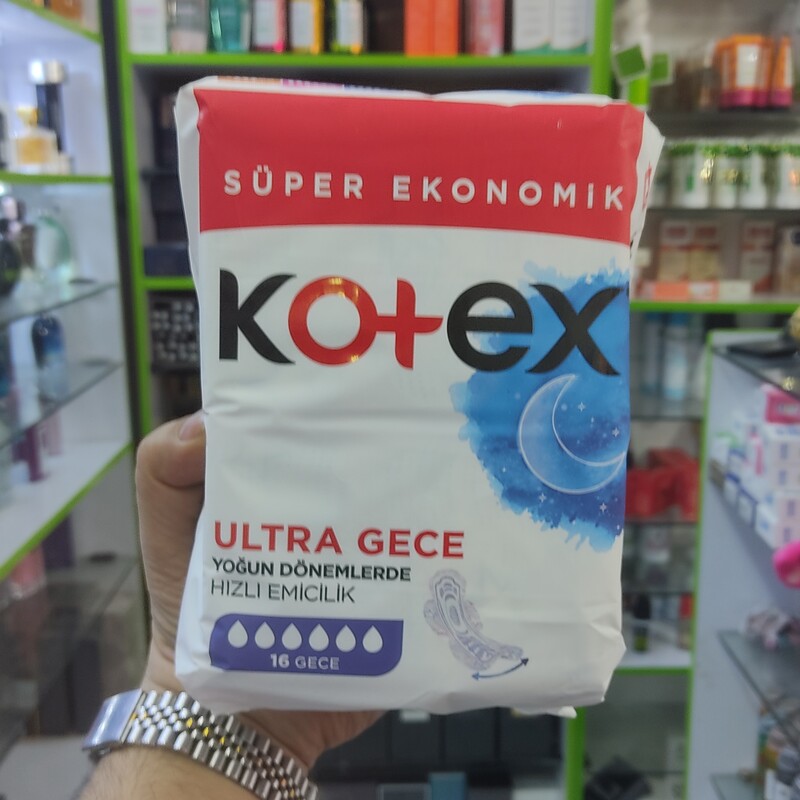 SÜPER EKONOMİK
Kotex
ULTRA GECE
YOĞUN DÖNEMLERDE
HIZLI EMİCİLİK
16 GECE